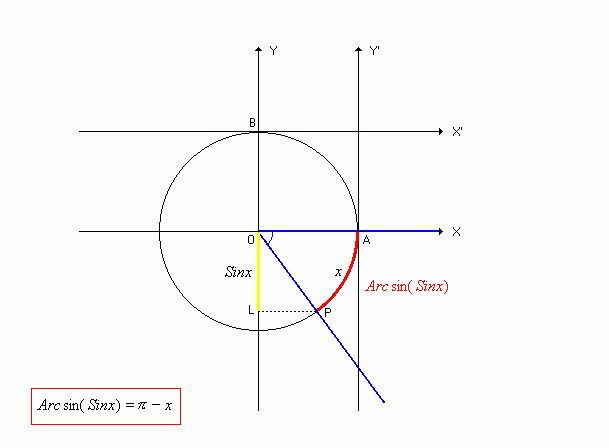 Y
Y'
B
X'
O
A
X
Sinx
x
Arc sin( Sinx)
L
P
Arc sin( Sinx) = π − x